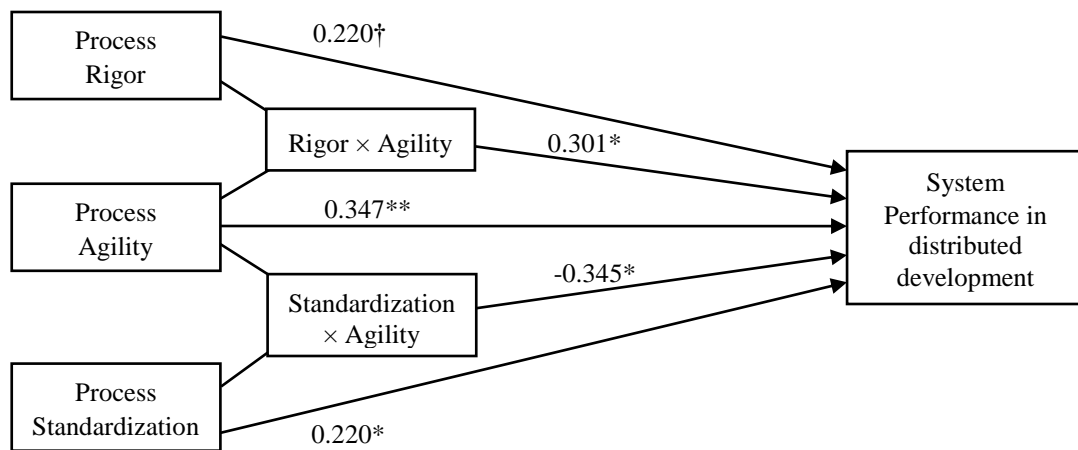 Process
Rigor
0.220†
Rigor × Agility
0.301*
Process
Agility
0.347**
System
Performance in
distributed
development
Standardization
× Agility
-0.345*
Process
Standardization
0.220*